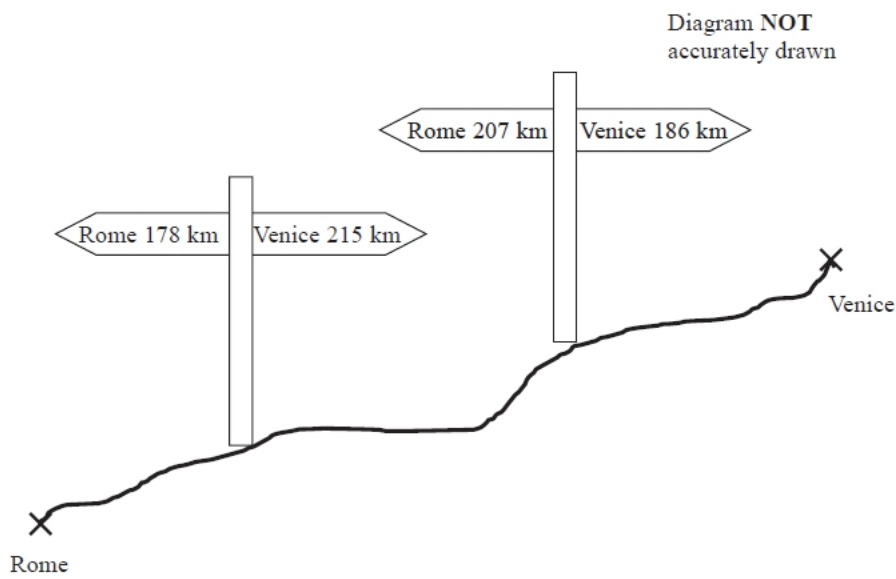 Diagram NOT
accurately drawn
Rome 207 km Venice 186 km
Rome 178 km Venice 215 km
Venice
Rome